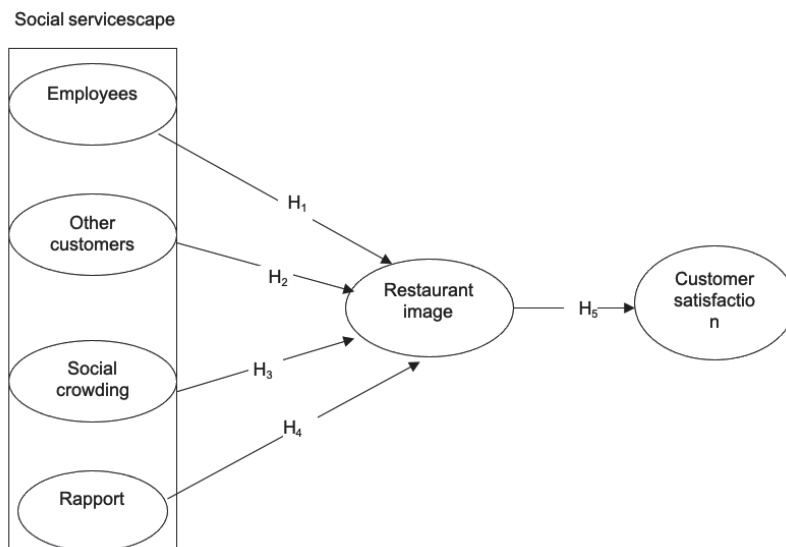 Social servicescape
Employees
H₁
Other
customers
H₂
Restaurant
image
Customer
satisfactio
n
H₅
Social
crowding
H₃
H₄
Rapport